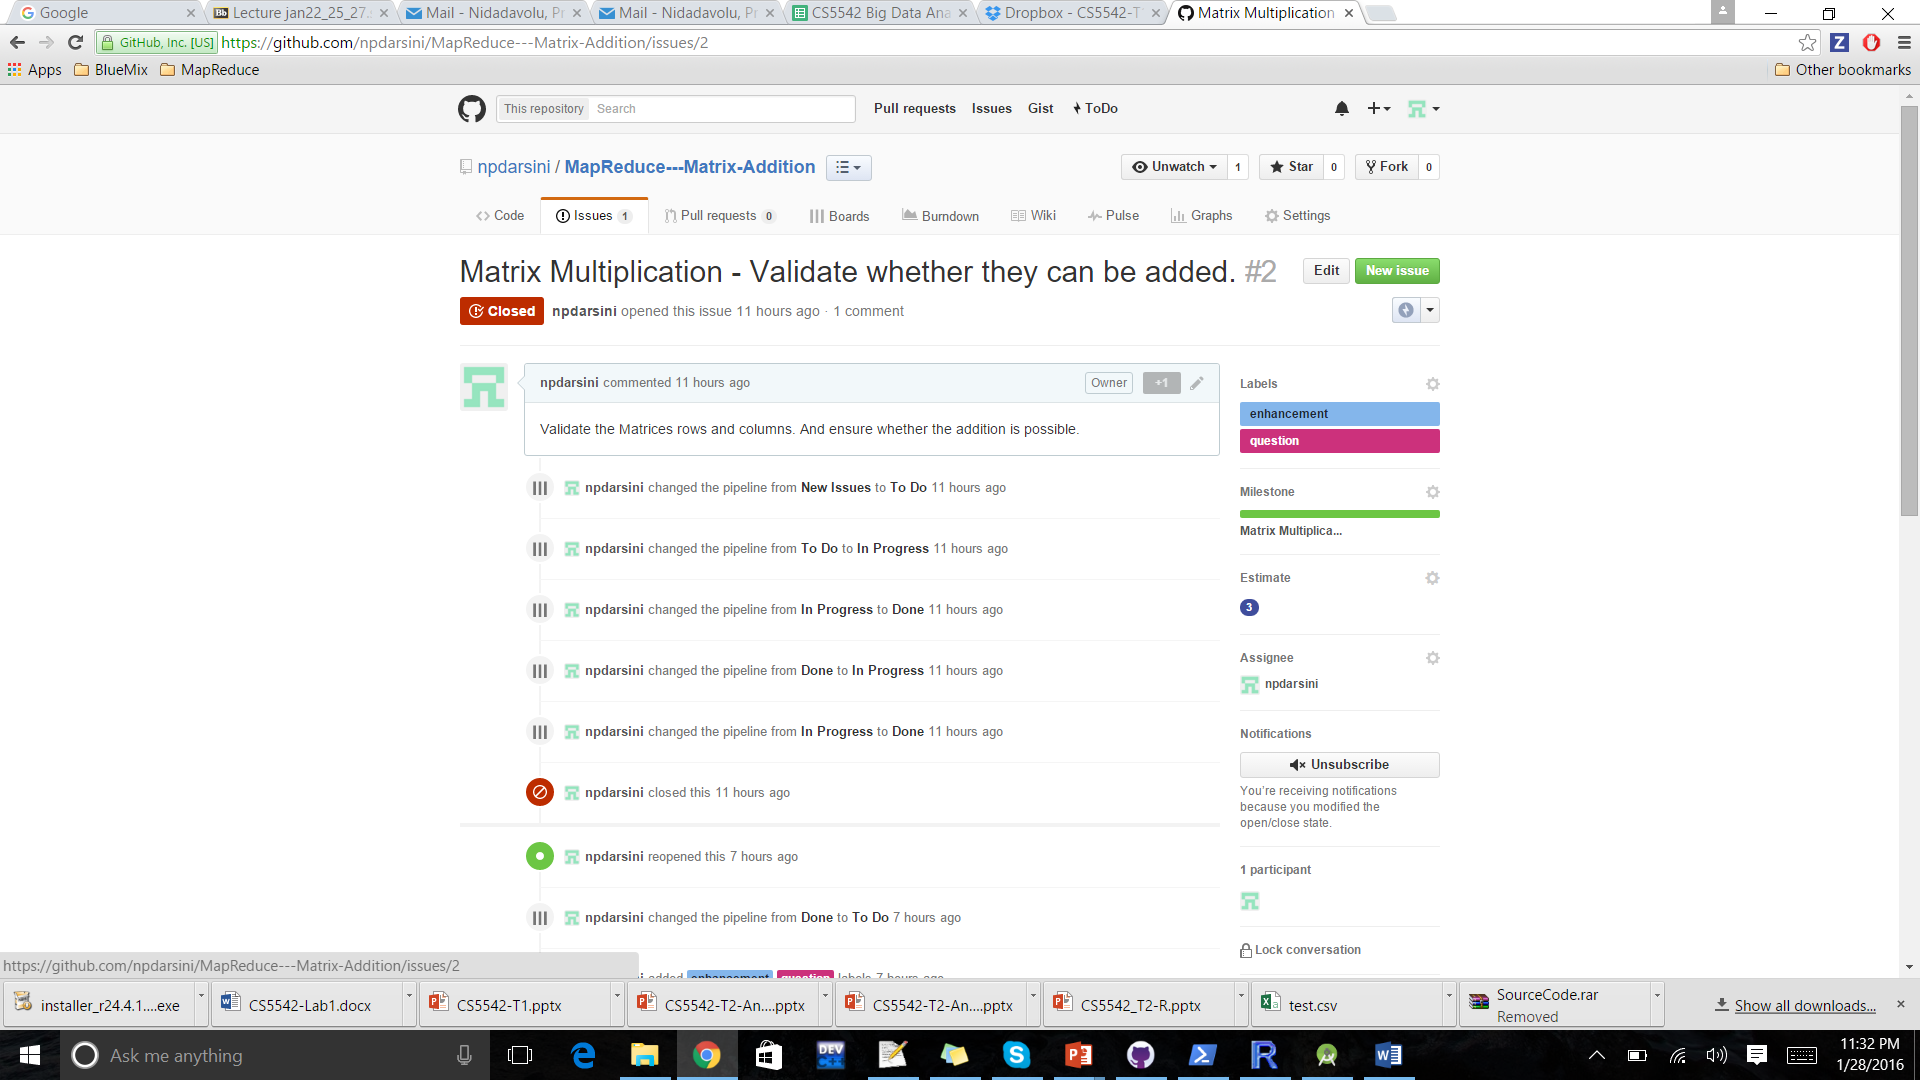 Google
Lecture jan22_25_27.
Mail - Nidadavolu, Pr
Mail - Nidadavolu, Pr
CS5542 Big Data Ana
Dropbox - CS5542-T
Matrix Multiplication
GitHub, Inc. [US] https://github.com/npdarsini/MapReduce---Matrix-Addition/issues/2
Apps BlueMix MapReduce Other bookmarks
This repository Search Pull requests Issues Gist ToDo
npdarsini / MapReduce---Matrix-Addition Unwatch 1 Star 0 Fork 0
Code Issues 1 Pull requests 0 Boards Burndown Wiki Pulse Graphs Settings
Matrix Multiplication - Validate whether they can be added. #2 Edit New issue
Closed npdarsini opened this issue 11 hours ago · 1 comment
npdarsini commented 11 hours ago Owner +1
Validate the Matrices rows and columns. And ensure whether the addition is possible.
npdarsini changed the pipeline from New Issues to To Do 11 hours ago
npdarsini changed the pipeline from To Do to In Progress 11 hours ago
npdarsini changed the pipeline from In Progress to Done 11 hours ago
npdarsini changed the pipeline from Done to In Progress 11 hours ago
npdarsini changed the pipeline from In Progress to Done 11 hours ago
npdarsini closed this 11 hours ago
npdarsini reopened this 7 hours ago
npdarsini changed the pipeline from Done to To Do 7 hours ago
added enhancement question labels 7 hours ago
Labels
enhancement
question
Milestone
Matrix Multiplica...
Estimate
3
Assignee
npdarsini
Notifications
Unsubscribe
You're receiving notifications
because you modified the
open/close state.
1 participant
Lock conversation
https://github.com/npdarsini/MapReduce---Matrix-Addition/issues/2
installer_r24.4.1....exe
CS5542-Lab1.docx
CS5542-T1.pptx
CS5542-T2-An....pptx
CS5542-T2-An....pptx
CS5542_T2-R.pptx
test.csv
SourceCode.rar
Removed
Show all downloads...
Ask me anything
DEV
11:32 PM
1/28/2016